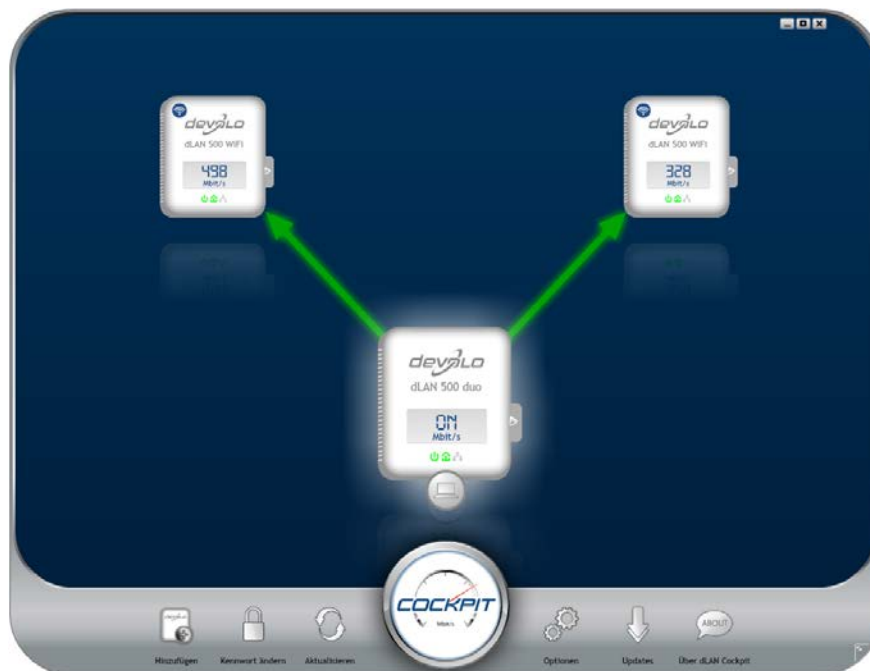 devolo
dLAN 500 WiFi
498
Mbit/s
devolo
dLAN 500 WiFi
328
Mbit/s
devolo
dLAN 500 duo
ON
Mbit/s
COCKPIT
Mbit/s
Hinzufügen
Kennwort ändern
Aktualisieren
Optionen
Updates
ABOUT
Über dLAN Cockpit